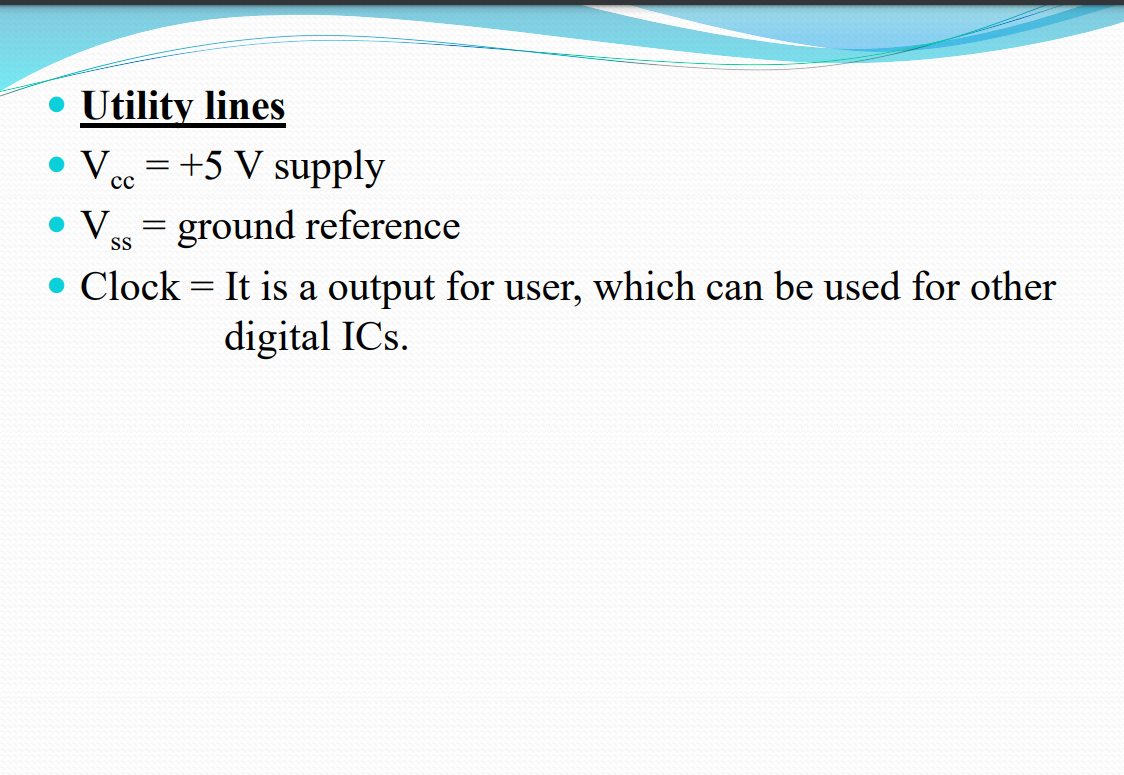 Utility lines
Vcc = +5 V supply
Vss = ground reference
Clock = It is a output for user, which can be used for other
digital ICs.